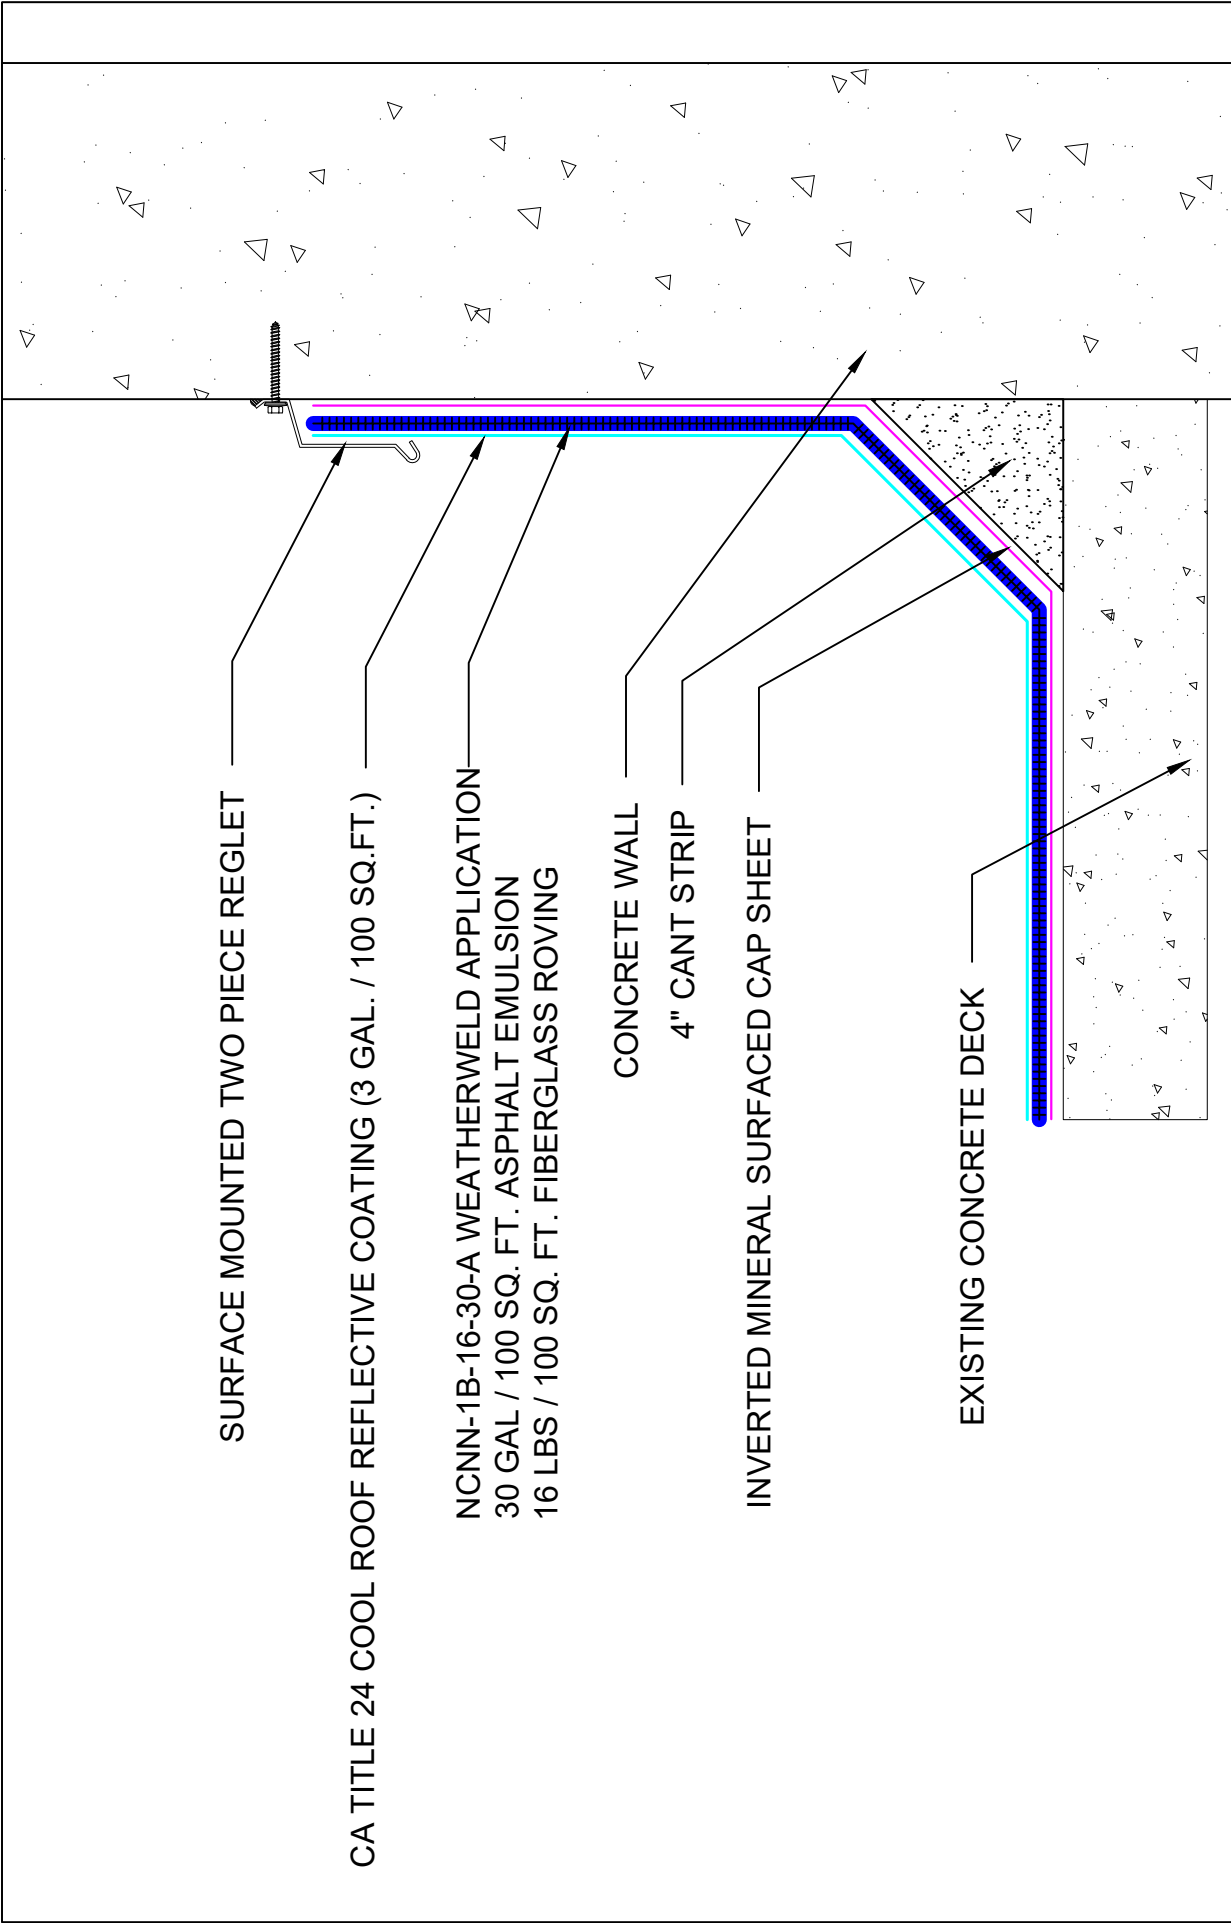 SURFACE MOUNTED TWO PIECE REGLET
CA TITLE 24 COOL ROOF REFLECTIVE COATING (3 GAL. / 100 SQ.FT.)
NCNN-1B-16-30-A WEATHERWELD APPLICATION
30 GAL / 100 SQ. FT. ASPHALT EMULSION
16 LBS / 100 SQ. FT. FIBERGLASS ROVING
CONCRETE WALL
4" CANT STRIP
INVERTED MINERAL SURFACED CAP SHEET
EXISTING CONCRETE DECK